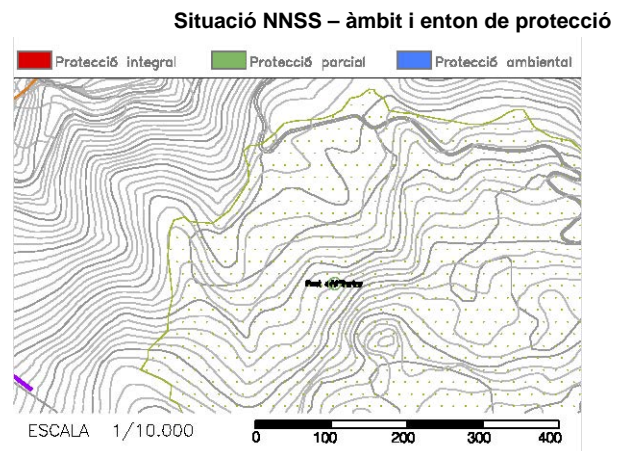 Situació NNSS – àmbit i enton de protecció
Protecció integral Protecció parcial Protecció ambiental
ESCALA 1/10.000
0 100 200 300 400